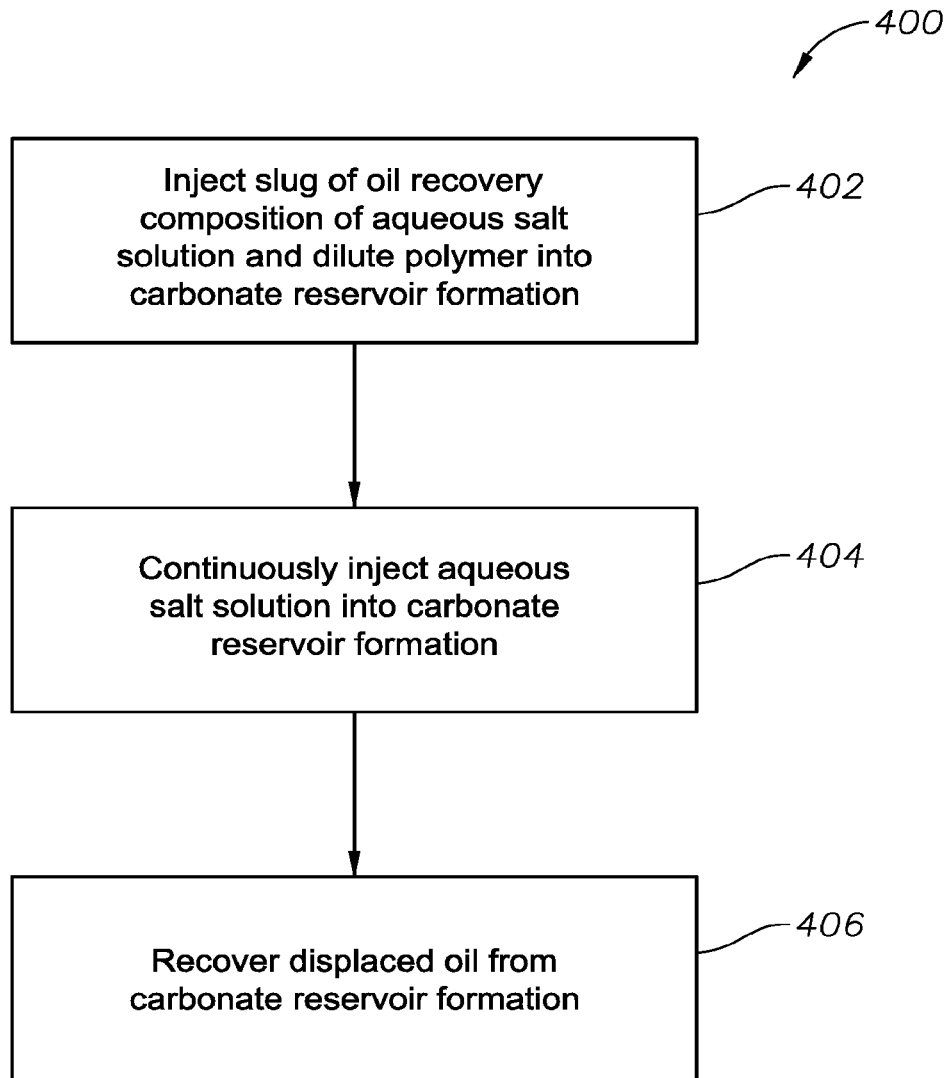 400
Inject slug of oil recovery
composition of aqueous salt
solution and dilute polymer into
carbonate reservoir formation
402
Continuously inject aqueous
salt solution into carbonate
reservoir formation
404
Recover displaced oil from
carbonate reservoir formation
406